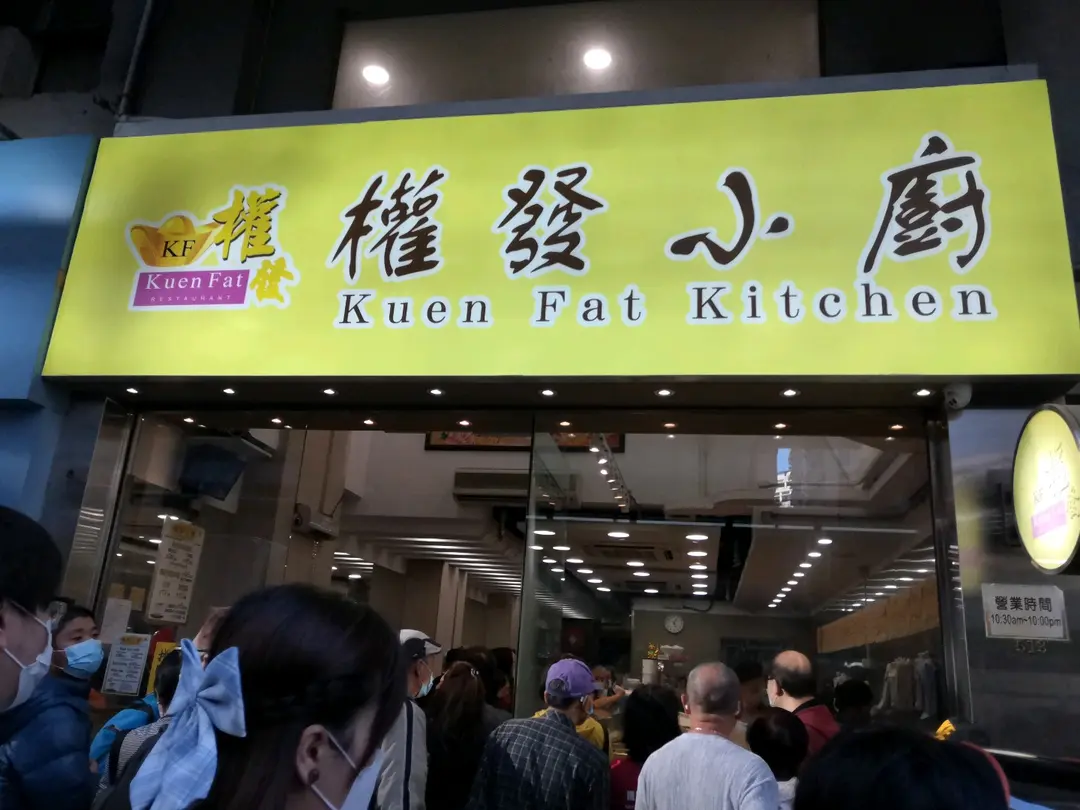 KF
權發
Kuen Fat
RESTAURANT
權發小廚
Kuen Fat Kitchen
KF
營業時間
10:30am~10:00pm